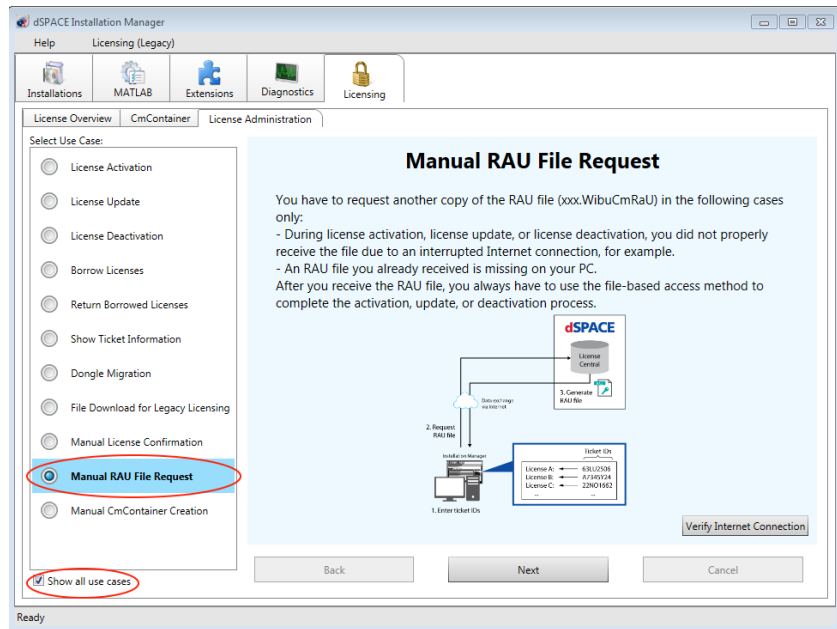 dSPACE Installation Manager
Help Licensing (Legacy)
Installations MATLAB Extensions Diagnostics Licensing
License Overview CmContainer License Administration
Select Use Case:
License Activation
License Update
License Deactivation
Borrow Licenses
Return Borrowed Licenses
Show Ticket Information
Dongle Migration
File Download for Legacy Licensing
Manual License Confirmation
Manual RAU File Request
Manual CmContainer Creation
Show all use cases
Manual RAU File Request
You have to request another copy of the RAU file (xxx.WibuCmRaU) in the following cases
only:
- During license activation, license update, or license deactivation, you did not properly
receive the file due to an interrupted Internet connection, for example.
- An RAU file you already received is missing on your PC.
After you receive the RAU file, you always have to use the file-based access method to
complete the activation, update, or deactivation process.
dSPACE
License
Central
3. Generate
RAU file
Data exchange
via Internet
2. Request
RAU file
Installation Manager
Ticket IDs
License A: 63LU2506
License B: A7345Y24
License C: 22NO1662
... ...
1. Enter ticket IDs
Verify Internet Connection
Back Next Cancel
Ready